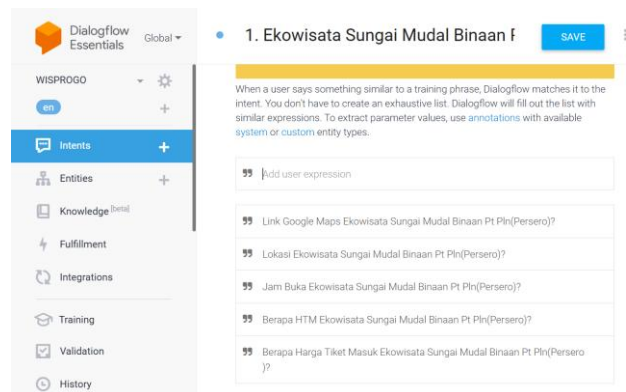 Dialogflow
Essentials
Global
1. Ekowisata Sungai Mudal Binaan F
SAVE
WISPROGO
en
Intents
Entities
Knowledge [beta]
Fulfillment
Integrations
Training
Validation
History
When a user says something similar to a training phrase, Dialogflow matches it to the
intent. You don't have to create an exhaustive list. Dialogflow will fill out the list with
similar expressions. To extract parameter values, use annotations with available
system or custom entity types.
Add user expression
Link Google Maps Ekowisata Sungai Mudal Binaan Pt Pln(Persero)?
Lokasi Ekowisata Sungai Mudal Binaan Pt Pln(Persero)?
Jam Buka Ekowisata Sungai Mudal Binaan Pt Pln(Persero)?
Berapa HTM Ekowisata Sungai Mudal Binaan Pt Pln(Persero)?
Berapa Harga Tiket Masuk Ekowisata Sungai Mudal Binaan Pt Pln(Persero
)?